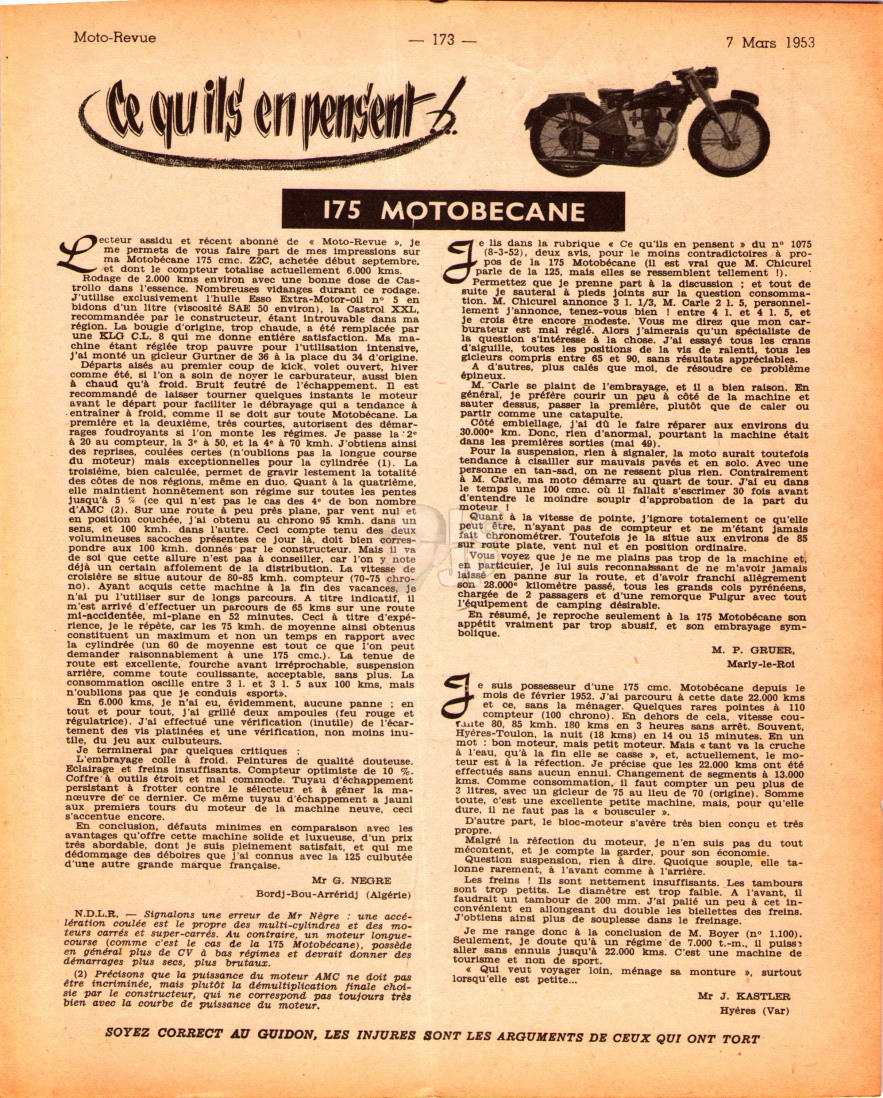 Moto-Revue
— 173 —
7 Mars 1953
Ce qu'ils en pensent
175 MOTOBECANE
Lecteur assidu et récent abonné de « Moto-Revue », je
me permets de vous faire part de mes impressions sur
ma Motobécane 175 cmc. Z2C, achetée début septembre,
et dont le compteur totalise actuellement 6.000 kms.
Rodage de 2.000 kms environ avec une bonne dose de Cas-
trollo dans l'essence. Nombreuses vidanges durant ce rodage.
J'utilise exclusivement l'huile Esso Extra-Motor-oil n° 5 en
bidons d'un litre (viscosité SAE 50 environ), la Castrol XXL,
recommandée par le constructeur, étant introuvable dans ma
région. La bougie d'origine, trop chaude, a été remplacée par
une KLG C.L. 8 qui me donne entière satisfaction. Ma ma-
chine étant réglée trop pauvre pour l'utilisation intensive,
j'ai monté un gicleur Gurtner de 36 à la place du 34 d'origine.
Départs aisés au premier coup de kick, volet ouvert, hiver
comme été, si l'on a soin de noyer le carburateur, aussi bien
à chaud qu'à froid. Bruit feutré de l'échappement. Il est
recommandé de laisser tourner quelques instants le moteur
avant le départ pour faciliter le débrayage qui a tendance à
entraîner à froid, comme il se doit sur toute Motobécane. La
première et la deuxième, très courtes, autorisent des démar-
rages foudroyants si l'on monte les régimes. Je passe la 2e
à 20 au compteur, la 3e à 50, et la 4e à 70 kmh. J'obtiens ainsi
des reprises, coulées certes (n'oublions pas la longue course
du moteur) mais exceptionnelles pour la cylindrée (1). La
troisième, bien calculée, permet de gravir lestement la totalité
des côtes de nos régions, même en duo. Quant à la quatrième,
elle maintient honnêtement son régime sur toutes les pentes
jusqu'à 5 % (ce qui n'est pas le cas des 4e de bon nombre
d'AMC (2). Sur une route à peu près plane, par vent nul et
en position couchée, j'ai obtenu au chrono 95 kmh. dans un
sens, et 100 kmh. dans l'autre. Ceci compte tenu des deux
volumineuses sacoches présentes ce jour là, doit bien corres-
pondre aux 100 kmh. donnés par le constructeur. Mais il va
de soi que cette allure n'est pas à conseiller, car l'on y note
déjà un certain affolement de la distribution. La vitesse de
croisière se situe autour de 80-85 kmh. compteur (70-75 chro-
no). Ayant acquis cette machine à la fin des vacances, je
n'ai pu l'utiliser sur de longs parcours. A titre indicatif, il
m'est arrivé d'effectuer un parcours de 65 kms sur une route
mi-accidentée, mi-plane en 52 minutes. Ceci à titre d'expé-
rience, je le répète, car les 75 kmh. de moyenne ainsi obtenus
constituent un maximum et non un temps en rapport avec
la cylindrée (un 60 de moyenne est tout ce que l'on peut
demander raisonnablement à une 175 cmc.). La tenue de
route est excellente, fourche avant irréprochable, suspension
arrière, comme toute coulissante, acceptable, sans plus. La
consommation oscille entre 3 l. et 3 l. 5 aux 100 kms, mais
n'oublions pas que je conduis «sport».
En 6.000 kms, je n'ai eu, évidemment, aucune panne ; en
tout et pour tout, j'ai grillé deux ampoules (feu rouge et
régulatrice). J'ai effectué une vérification (inutile) de l'écar-
tement des vis platinées et une vérification, non moins inu-
tile, du jeu aux culbuteurs.
Je terminerai par quelques critiques :
L'embrayage colle à froid. Peintures de qualité douteuse.
Eclairage et freins insuffisants. Compteur optimiste de 10 %.
Coffre à outils étroit et mal commode. Tuyau d'échappement
persistant à frotter contre le sélecteur et à gêner la ma-
nœuvre de ce dernier. Ce même tuyau d'échappement a jauni
aux premiers tours du moteur de la machine neuve, ceci
s'accentue encore.
En conclusion, défauts minimes en comparaison avec les
avantages qu'offre cette machine solide et luxueuse, d'un prix
très abordable, dont je suis pleinement satisfait, et qui me
dédommage des déboires que j'ai connus avec la 125 culbutée
d'une autre grande marque française.
Mr G. NEGRE
Bordj-Bou-Arréridj (Algérie)
N.D.L.R. — Signalons une erreur de Mr Nègre : une accé-
lération coulée est le propre des multi-cylindres et des mo-
teurs carrés et super-carrés. Au contraire, un moteur longue-
course (comme c'est le cas de la 175 Motobécane), possède
en général plus de CV à bas régimes et devrait donner des
démarrages plus secs, plus brutaux.
(2) Précisons que la puissance du moteur AMC ne doit pas
être incriminée, mais plutôt la démultiplication finale choi-
sie par le constructeur, qui ne correspond pas toujours très
bien avec la courbe de puissance du moteur.
Je lis dans la rubrique « Ce qu'ils en pensent » du n° 1075
(8-3-52), deux avis, pour le moins contradictoires à pro-
pos de la 175 Motobécane (il est vrai que M. Chicurel
parle de la 125, mais elles se ressemblent tellement !).
Permettez que je prenne part à la discussion ; et tout de
suite je sauterai à pieds joints sur la question consomma-
tion. M. Chicurel annonce 3 l. 1/3, M. Carle 2 l. 5, personnel-
lement j'annonce, tenez-vous bien ! entre 4 l. et 4 l. 5, et
je crois être encore modeste. Vous me direz que mon car-
burateur est mal réglé. Alors j'aimerais qu'un spécialiste de
la question s'intéresse à la chose. J'ai essayé tous les crans
d'aiguille, toutes les positions de la vis de ralenti, tous les
gicleurs compris entre 65 et 90, sans résultats appréciables.
A d'autres, plus calés que moi, de résoudre ce problème
épineux.
M. Carle se plaint de l'embrayage, et il a bien raison. En
général, je préfère courir un peu à côté de la machine et
sauter dessus, passer la première, plutôt que de caler ou
partir comme une catapulte.
Côté embiellage, j'ai dû le faire réparer aux environs du
30.000e km. Donc, rien d'anormal, pourtant la machine était
dans les premières sorties (mai 49).
Pour la suspension, rien à signaler, la moto aurait toutefois
tendance à cisailler sur mauvais pavés et en solo. Avec une
personne en tan-sad, on ne ressent plus rien. Contrairement
à M. Carle, ma moto démarre au quart de tour. J'ai eu dans
le temps une 100 cmc. où il fallait s'escrimer 30 fois avant
d'entendre le moindre soupir d'approbation de la part du
moteur !
Quant à la vitesse de pointe, j'ignore totalement ce qu'elle
peut être, n'ayant pas de compteur et ne m'étant jamais
fait chronométrer. Toutefois je la situe aux environs de 85
sur route plate, vent nul et en position ordinaire.
Vous voyez que je ne me plains pas trop de la machine et,
en particulier, je lui suis reconnaissant de ne m'avoir jamais
laissé en panne sur la route, et d'avoir franchi allègrement
son 28.000e kilomètre passé, tous les grands cols pyrénéens,
chargée de 2 passagers et d'une remorque Fulgur avec tout
l'équipement de camping désirable.
En résumé, je reproche seulement à la 175 Motobécane son
appétit vraiment par trop abusif, et son embrayage sym-
bolique.
M. P. GRUER,
Marly-le-Roi
Je suis possesseur d'une 175 cmc. Motobécane depuis le
mois de février 1952. J'ai parcouru à cette date 22.000 kms
et ce, sans la ménager. Quelques rares pointes à 110
compteur (100 chrono). En dehors de cela, vitesse cou-
rante 80, 85 kmh. 180 kms en 3 heures sans arrêt. Souvent,
Hyères-Toulon, la nuit (18 kms) en 14 ou 15 minutes. En un
mot : bon moteur, mais petit moteur. Mais « tant va la cruche
à l'eau, qu'à la fin elle se casse », et, actuellement, le mo-
teur est à la réfection. Je précise que les 22.000 kms ont été
effectués sans aucun ennui. Changement de segments à 13.000
kms. Comme consommation, il faut compter un peu plus de
3 litres, avec un gicleur de 75 au lieu de 70 (origine). Somme
toute, c'est une excellente petite machine, mais, pour qu'elle
dure, il ne faut pas la « bousculer ».
D'autre part, le bloc-moteur s'avère très bien conçu et très
propre.
Malgré la réfection du moteur, je n'en suis pas du tout
mécontent, et je compte la garder, pour son économie.
Question suspension, rien à dire. Quoique souple, elle ta-
lonne rarement, à l'avant comme à l'arrière.
Les freins ! Ils sont nettement insuffisants. Les tambours
sont trop petits. Le diamètre est trop faible. A l'avant, il
faudrait un tambour de 200 mm. J'ai palié un peu à cet in-
convénient en allongeant du double les biellettes des freins.
J'obtiens ainsi plus de souplesse dans le freinage.
Je me range donc à la conclusion de M. Boyer (n° 1.100).
Seulement, je doute qu'à un régime de 7.000 t.-m., il puisse
aller sans ennuis jusqu'à 22.000 kms. C'est une machine de
tourisme et non de sport.
« Qui veut voyager loin, ménage sa monture », surtout
lorsqu'elle est petite...
Mr J. KASTLER
Hyères (Var)
SOYEZ CORRECT AU GUIDON, LES INJURES SONT LES ARGUMENTS DE CEUX QUI ONT TORT